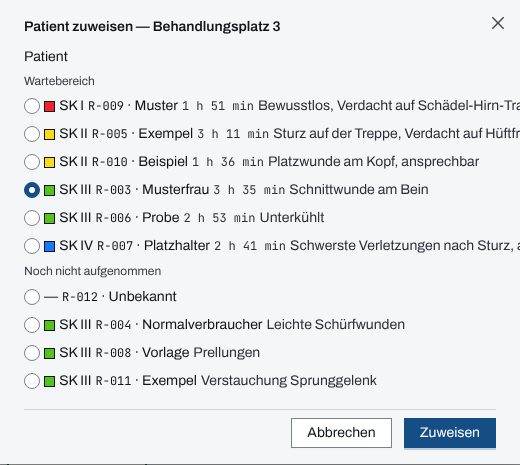 Patient zuweisen — Behandlungsplatz 3
Patient
Wartebereich
SK I R-009 · Muster 1 h 51 min Bewusstlos, Verdacht auf Schädel-Hirn-Tra
SK II R-005 · Exempel 3 h 11 min Sturz auf der Treppe, Verdacht auf Hüftfr
SK II R-010 · Beispiel 1 h 36 min Platzwunde am Kopf, ansprechbar
SK III R-003 · Musterfrau 3 h 35 min Schnittwunde am Bein
SK III R-006 · Probe 2 h 53 min Unterkühlt
SK IV R-007 · Platzhalter 2 h 41 min Schwerste Verletzungen nach Sturz, a
Noch nicht aufgenommen
— R-012 · Unbekannt
SK III R-004 · Normalverbraucher Leichte Schürfwunden
SK III R-008 · Vorlage Prellungen
SK III R-011 · Exempel Verstauchung Sprunggelenk
Abbrechen Zuweisen